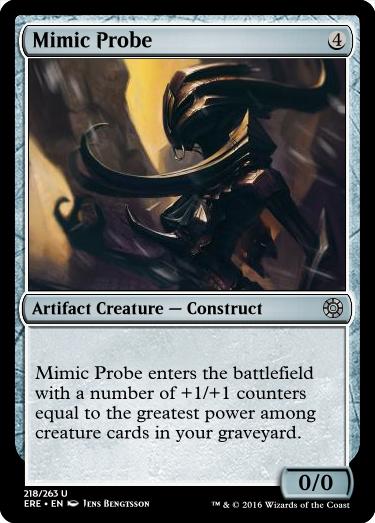 Mimic Probe 4
Artifact Creature — Construct
Mimic Probe enters the battlefield
with a number of +1/+1 counters
equal to the greatest power among
creature cards in your graveyard.
0/0
218/263 U
ERE • EN Jens Bengtsson ™ & © 2016 Wizards of the Coast